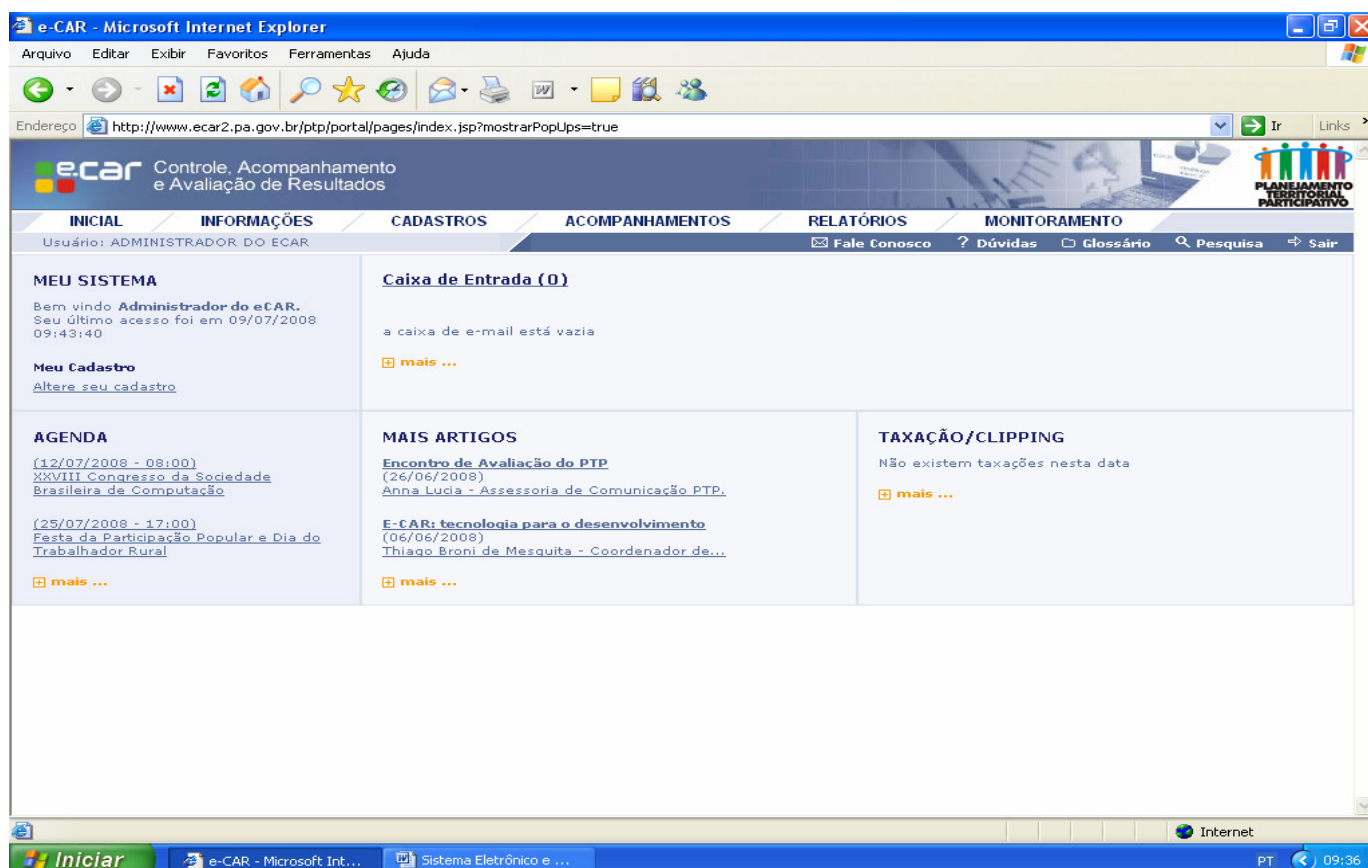 e-CAR - Microsoft Internet Explorer
Arquivo Editar Exibir Favoritos Ferramentas Ajuda
Endereço http://www.ecar2.pa.gov.br/ptp/portal/pages/index.jsp?mostrarPopUps=true Ir Links
e.car Controle, Acompanhamento
e Avaliação de Resultados
PLANEJAMENTO
TERRITORIAL
PARTICIPATIVO
INICIAL INFORMAÇÕES CADASTROS ACOMPANHAMENTOS RELATÓRIOS MONITORAMENTO
Usuário: ADMINISTRADOR DO ECAR Fale Conosco ? Dúvidas Glossário Pesquisa Sair
MEU SISTEMA
Bem vindo Administrador do eCAR.
Seu último acesso foi em 09/07/2008
09:43:40
Meu Cadastro
Altere seu cadastro
Caixa de Entrada (0)
a caixa de e-mail está vazia
mais ...
AGENDA
(12/07/2008 - 08:00)
XXVIII Congresso da Sociedade
Brasileira de Computação
(25/07/2008 - 17:00)
Festa da Participação Popular e Dia do
Trabalhador Rural
mais ...
MAIS ARTIGOS
Encontro de Avaliação do PTP
(26/06/2008)
Anna Lucia - Assessoria de Comunicação PTP.
E-CAR: tecnologia para o desenvolvimento
(06/06/2008)
Thiago Broni de Mesquita - Coordenador de...
mais ...
TAXAÇÃO/CLIPPING
Não existem taxações nesta data
mais ...
Internet
Iniciar e-CAR - Microsoft Int... Sistema Eletrônico e ... PT 09:36